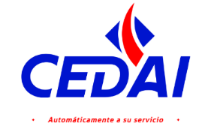 CEDAI
• Automáticamente a su servicio •